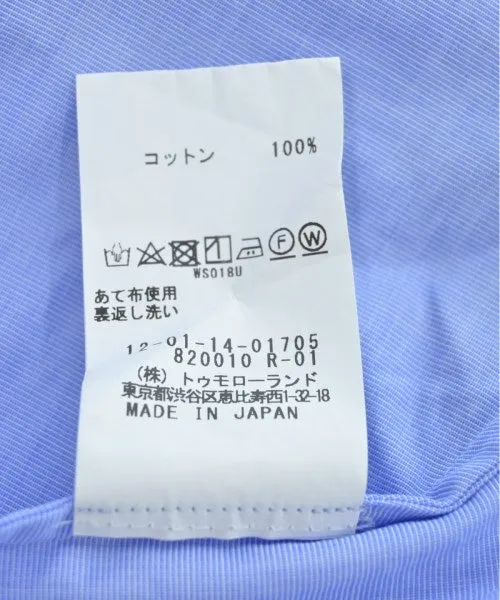 コットン 100%
WS018U
あて布使用
裏返し洗い
12-01-14-01705
820010 R-01
(株) トゥモローランド
東京都渋谷区恵比寿西1-32-18
MADE IN JAPAN